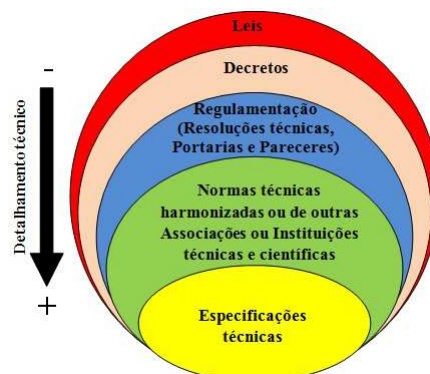 Leis
Decretos
Regulamentação
(Resoluções técnicas,
Portarias e Pareceres)
Normas técnicas
harmonizadas ou de outras
Associações ou Instituições
técnicas e científicas
Especificações
técnicas
-
Detalhamento técnico
+